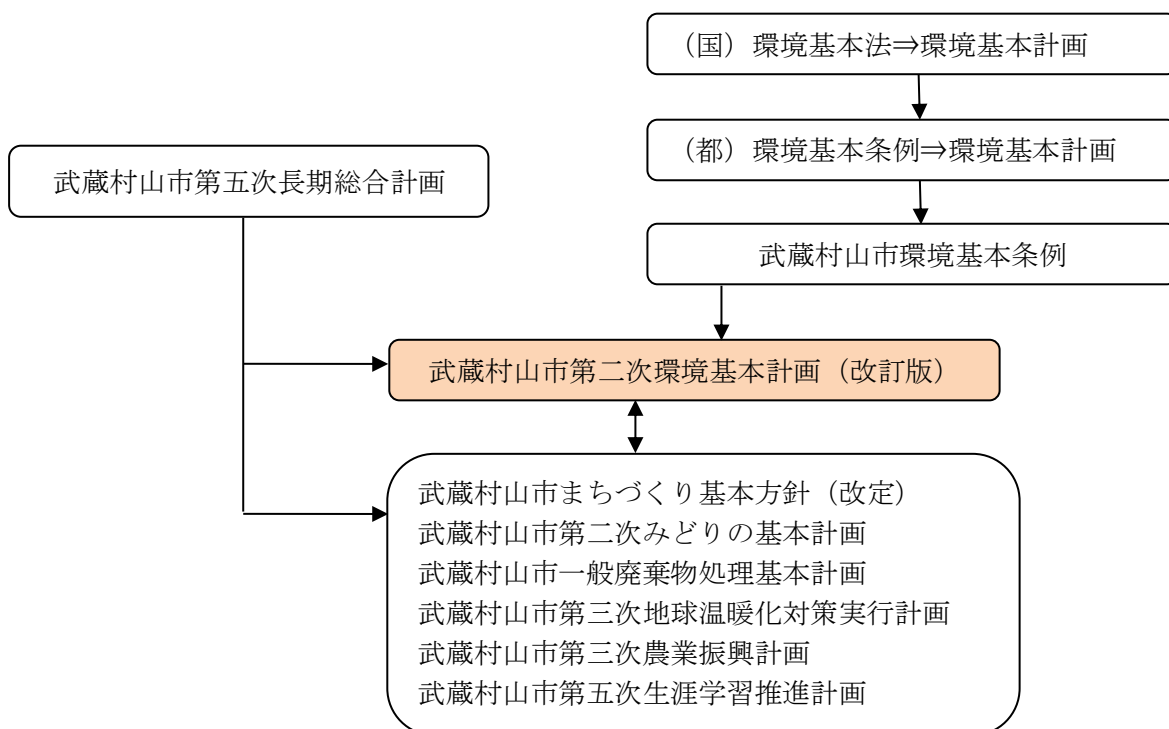 （国）環境基本法⇒環境基本計画
（都）環境基本条例⇒環境基本計画
武蔵村山市第五次長期総合計画
武蔵村山市環境基本条例
武蔵村山市第二次環境基本計画（改訂版）
武蔵村山市まちづくり基本方針（改定）
武蔵村山市第二次みどりの基本計画
武蔵村山市一般廃棄物処理基本計画
武蔵村山市第三次地球温暖化対策実行計画
武蔵村山市第三次農業振興計画
武蔵村山市第五次生涯学習推進計画